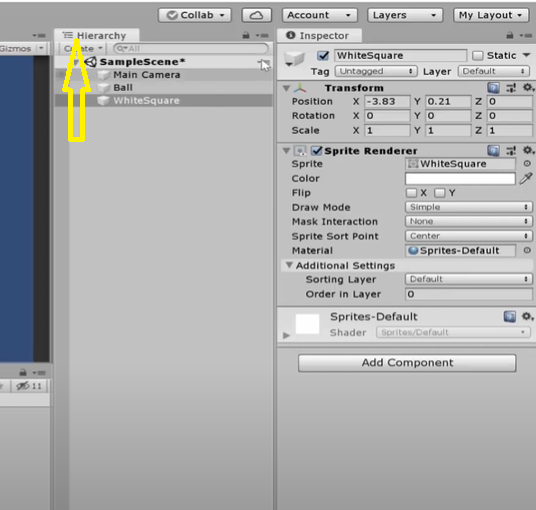 Collab Account Layers My Layout
Hierarchy Inspector
Gizmos Create All
SampleScene*
Main Camera
Ball
WhiteSquare
WhiteSquare Static
Tag Untagged Layer Default
Transform
Position X -3.83 Y 0.21 Z 0
Rotation X 0 Y 0 Z 0
Scale X 1 Y 1 Z 1
Sprite Renderer
Sprite WhiteSquare
Color
Flip X Y
Draw Mode Simple
Mask Interaction None
Sprite Sort Point Center
Material Sprites-Default
Additional Settings
Sorting Layer Default
Order in Layer 0
Sprites-Default
Shader Sprites/Default
Add Component
11